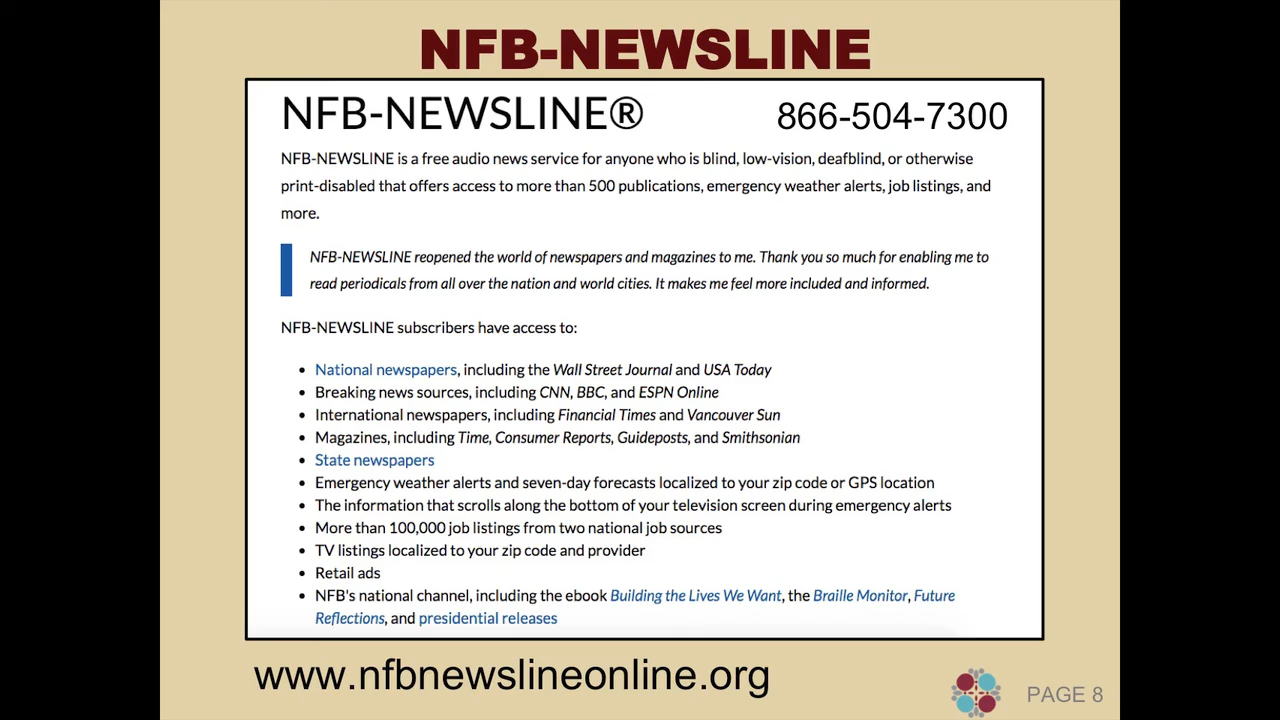 NFB-NEWSLINE
NFB-NEWSLINE® 866-504-7300
NFB-NEWSLINE is a free audio news service for anyone who is blind, low-vision, deafblind, or otherwise
print-disabled that offers access to more than 500 publications, emergency weather alerts, job listings, and
more.
NFB-NEWSLINE reopened the world of newspapers and magazines to me. Thank you so much for enabling me to
read periodicals from all over the nation and world cities. It makes me feel more included and informed.
NFB-NEWSLINE subscribers have access to:
• National newspapers, including the Wall Street Journal and USA Today
• Breaking news sources, including CNN, BBC, and ESPN Online
• International newspapers, including Financial Times and Vancouver Sun
• Magazines, including Time, Consumer Reports, Guideposts, and Smithsonian
• State newspapers
• Emergency weather alerts and seven-day forecasts localized to your zip code or GPS location
• The information that scrolls along the bottom of your television screen during emergency alerts
• More than 100,000 job listings from two national job sources
• TV listings localized to your zip code and provider
• Retail ads
• NFB's national channel, including the ebook Building the Lives We Want, the Braille Monitor, Future
Reflections, and presidential releases
www.nfbnewslineonline.org
PAGE 8